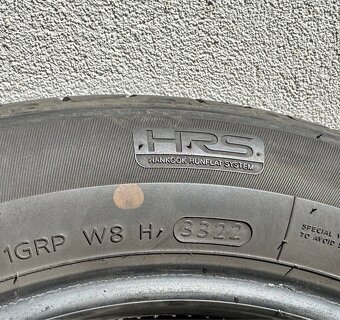 HRS
HANKOOK RUNFLAT SYSTEM
1GRP W8 H 3322
SPECIAL
TO AVOID